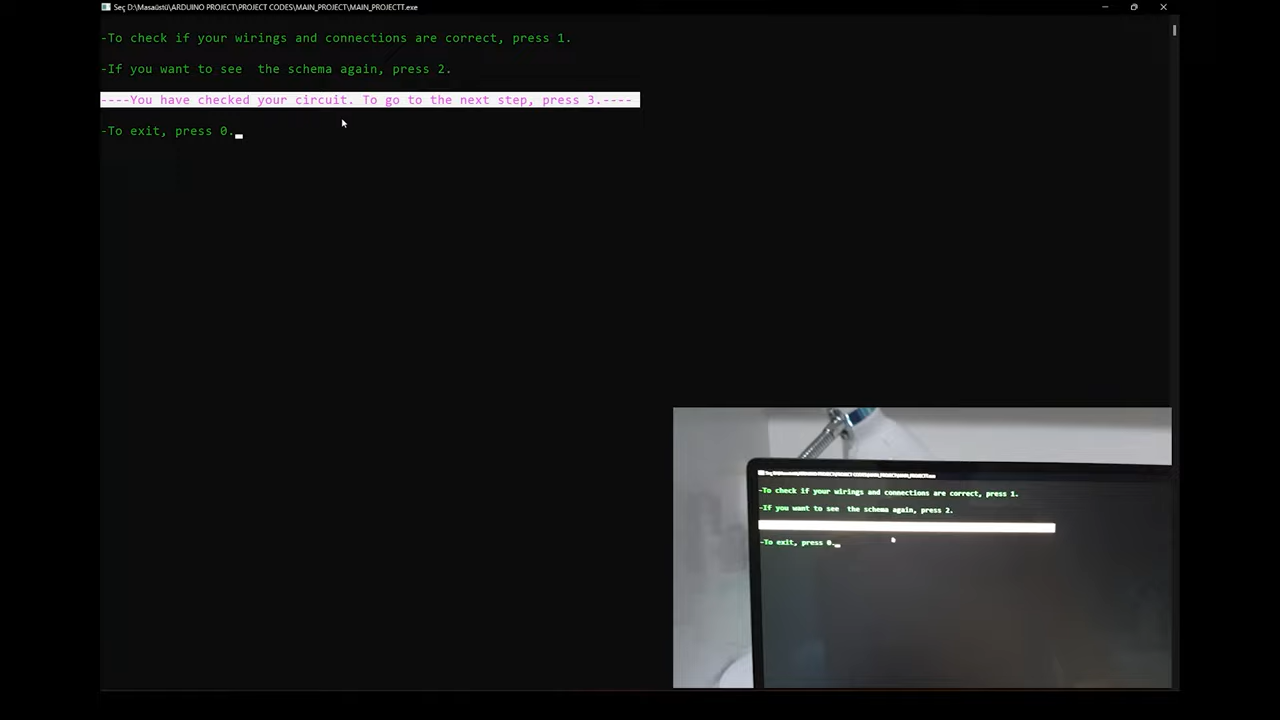 Seç D:\Masaüstü\ARDUINO PROJECT\PROJECT CODES\MAIN_PROJECT\MAIN_PROJECTT.exe
-To check if your wirings and connections are correct, press 1.
-If you want to see  the schema again, press 2.
----You have checked your circuit. To go to the next step, press 3.----
-To exit, press 0.
-To check if your wirings and connections are correct, press 1.
-If you want to see  the schema again, press 2.
-To exit, press 0.